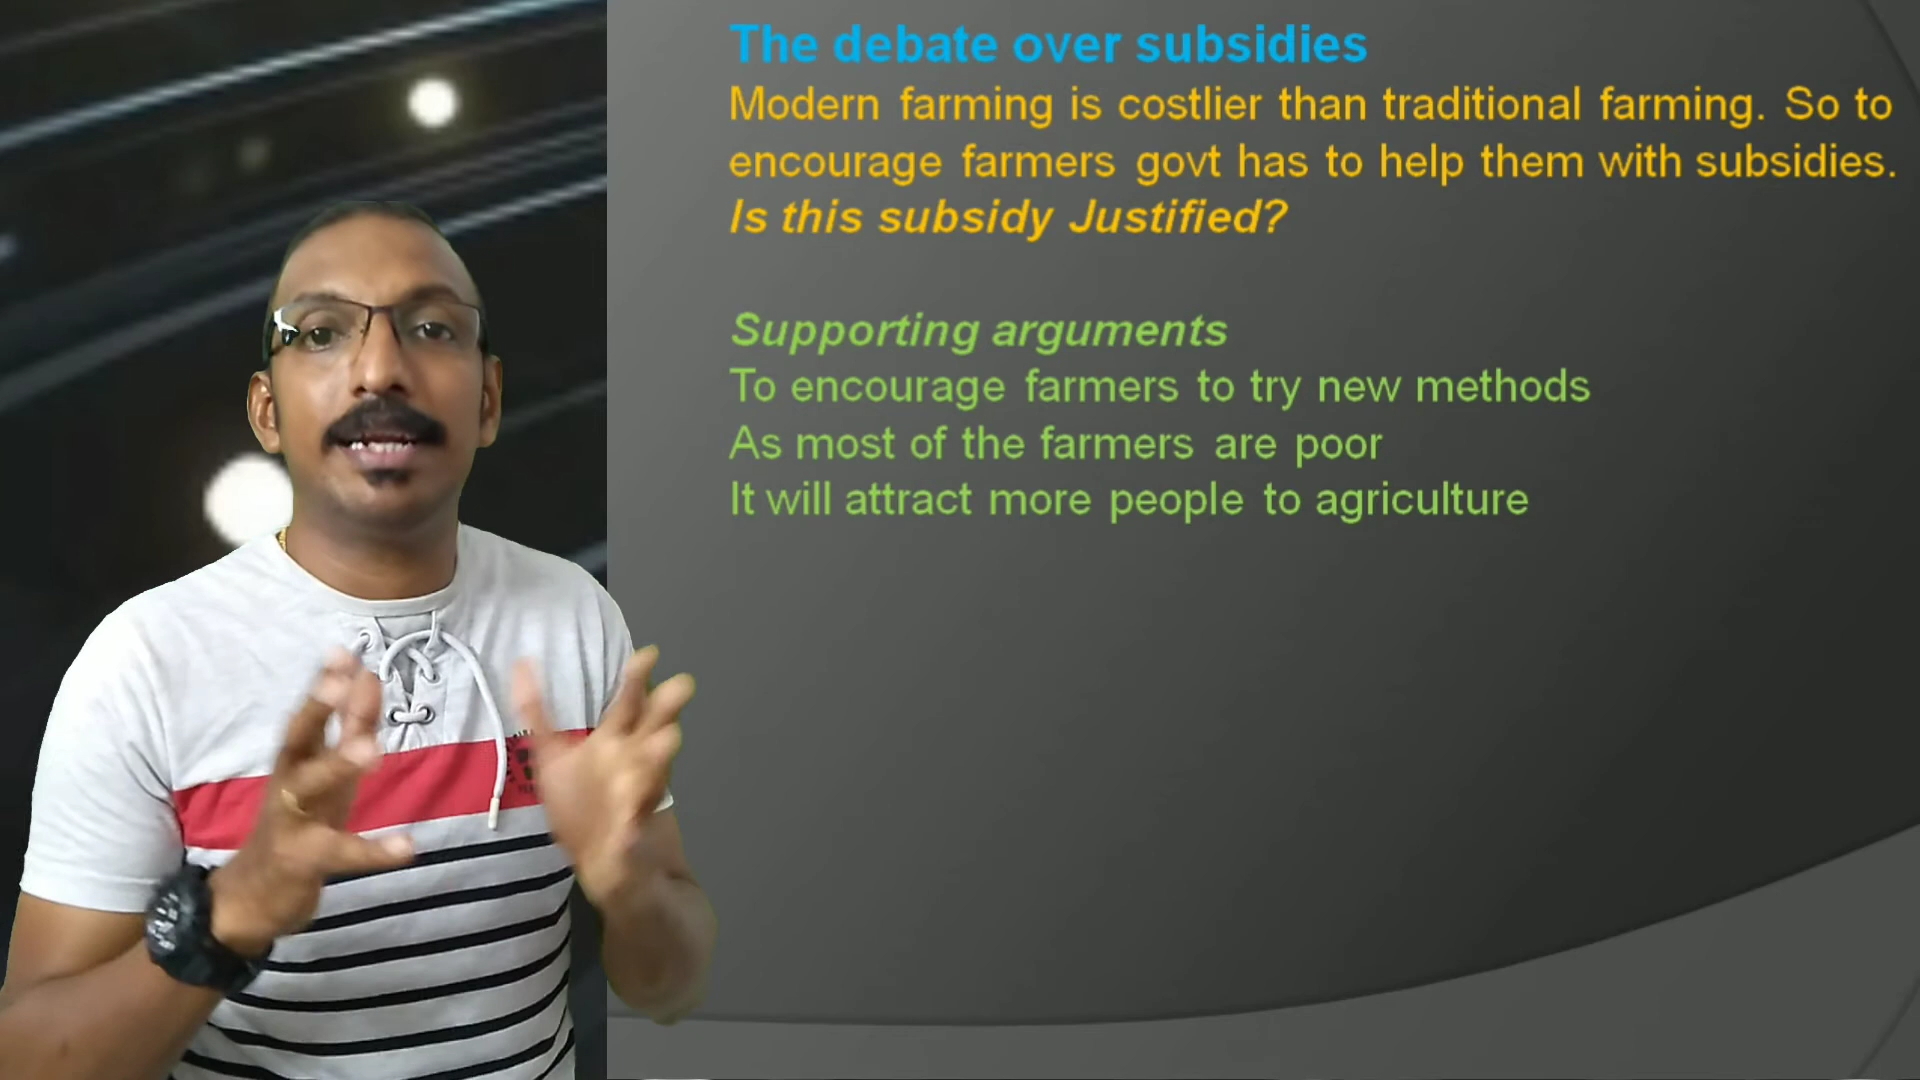 The debate over subsidies
Modern farming is costlier than traditional farming. So to
encourage farmers govt has to help them with subsidies.
Is this subsidy Justified?
Supporting arguments
To encourage farmers to try new methods
As most of the farmers are poor
It will attract more people to agriculture